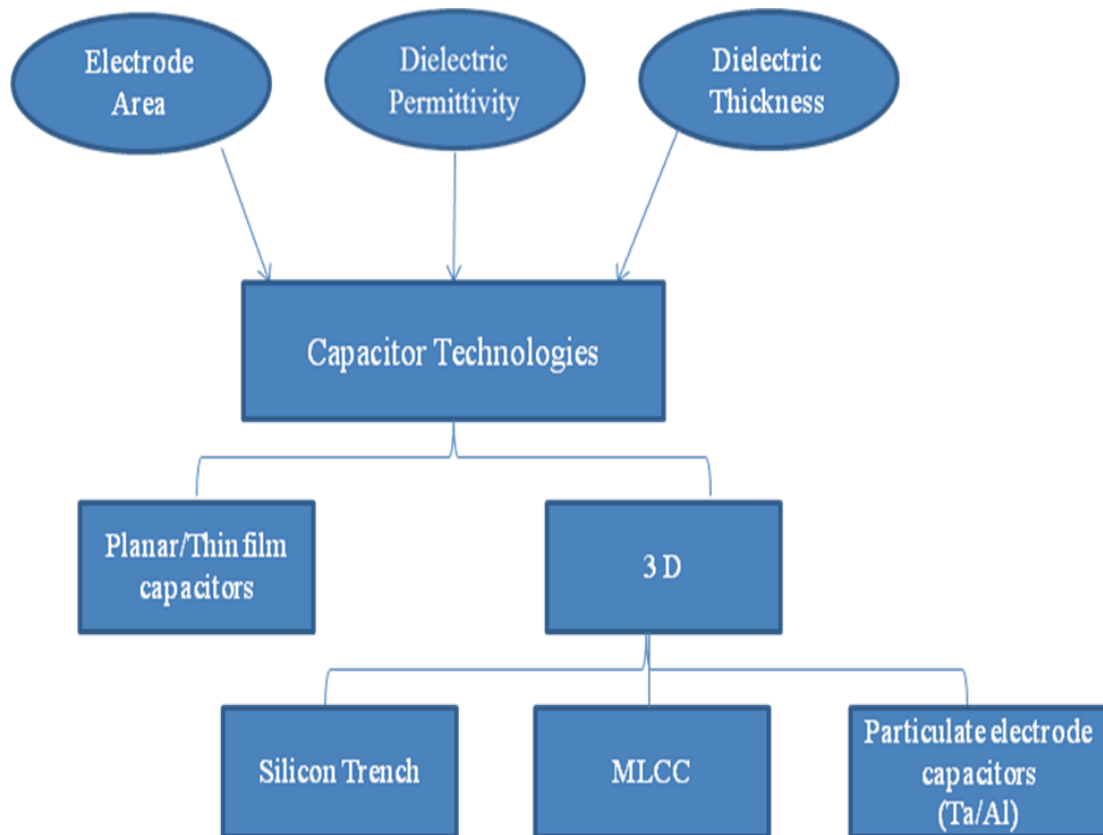 Electrode
Area
Dielectric
Permittivity
Dielectric
Thickness
Capacitor Technologies
Planar/Thin film
capacitors
3 D
Silicon Trench
MLCC
Particulate electrode
capacitors
(Ta/Al)